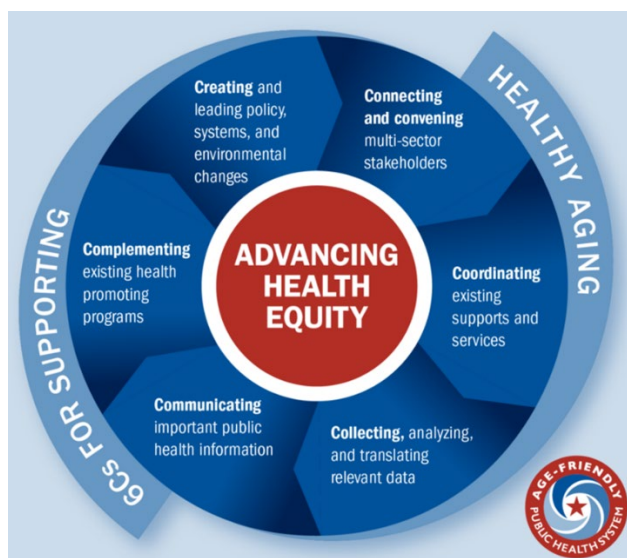 6Cs FOR SUPPORTING
HEALTHY AGING
Creating and
leading policy,
systems, and
environmental
changes
Connecting
and convening
multi-sector
stakeholders
Coordinating
existing
supports and
services
Collecting, analyzing,
and translating
relevant data
Communicating
important public
health information
Complementing
existing health
promoting
programs
ADVANCING
HEALTH
EQUITY
AGE-FRIENDLY
PUBLIC HEALTH SYSTEM